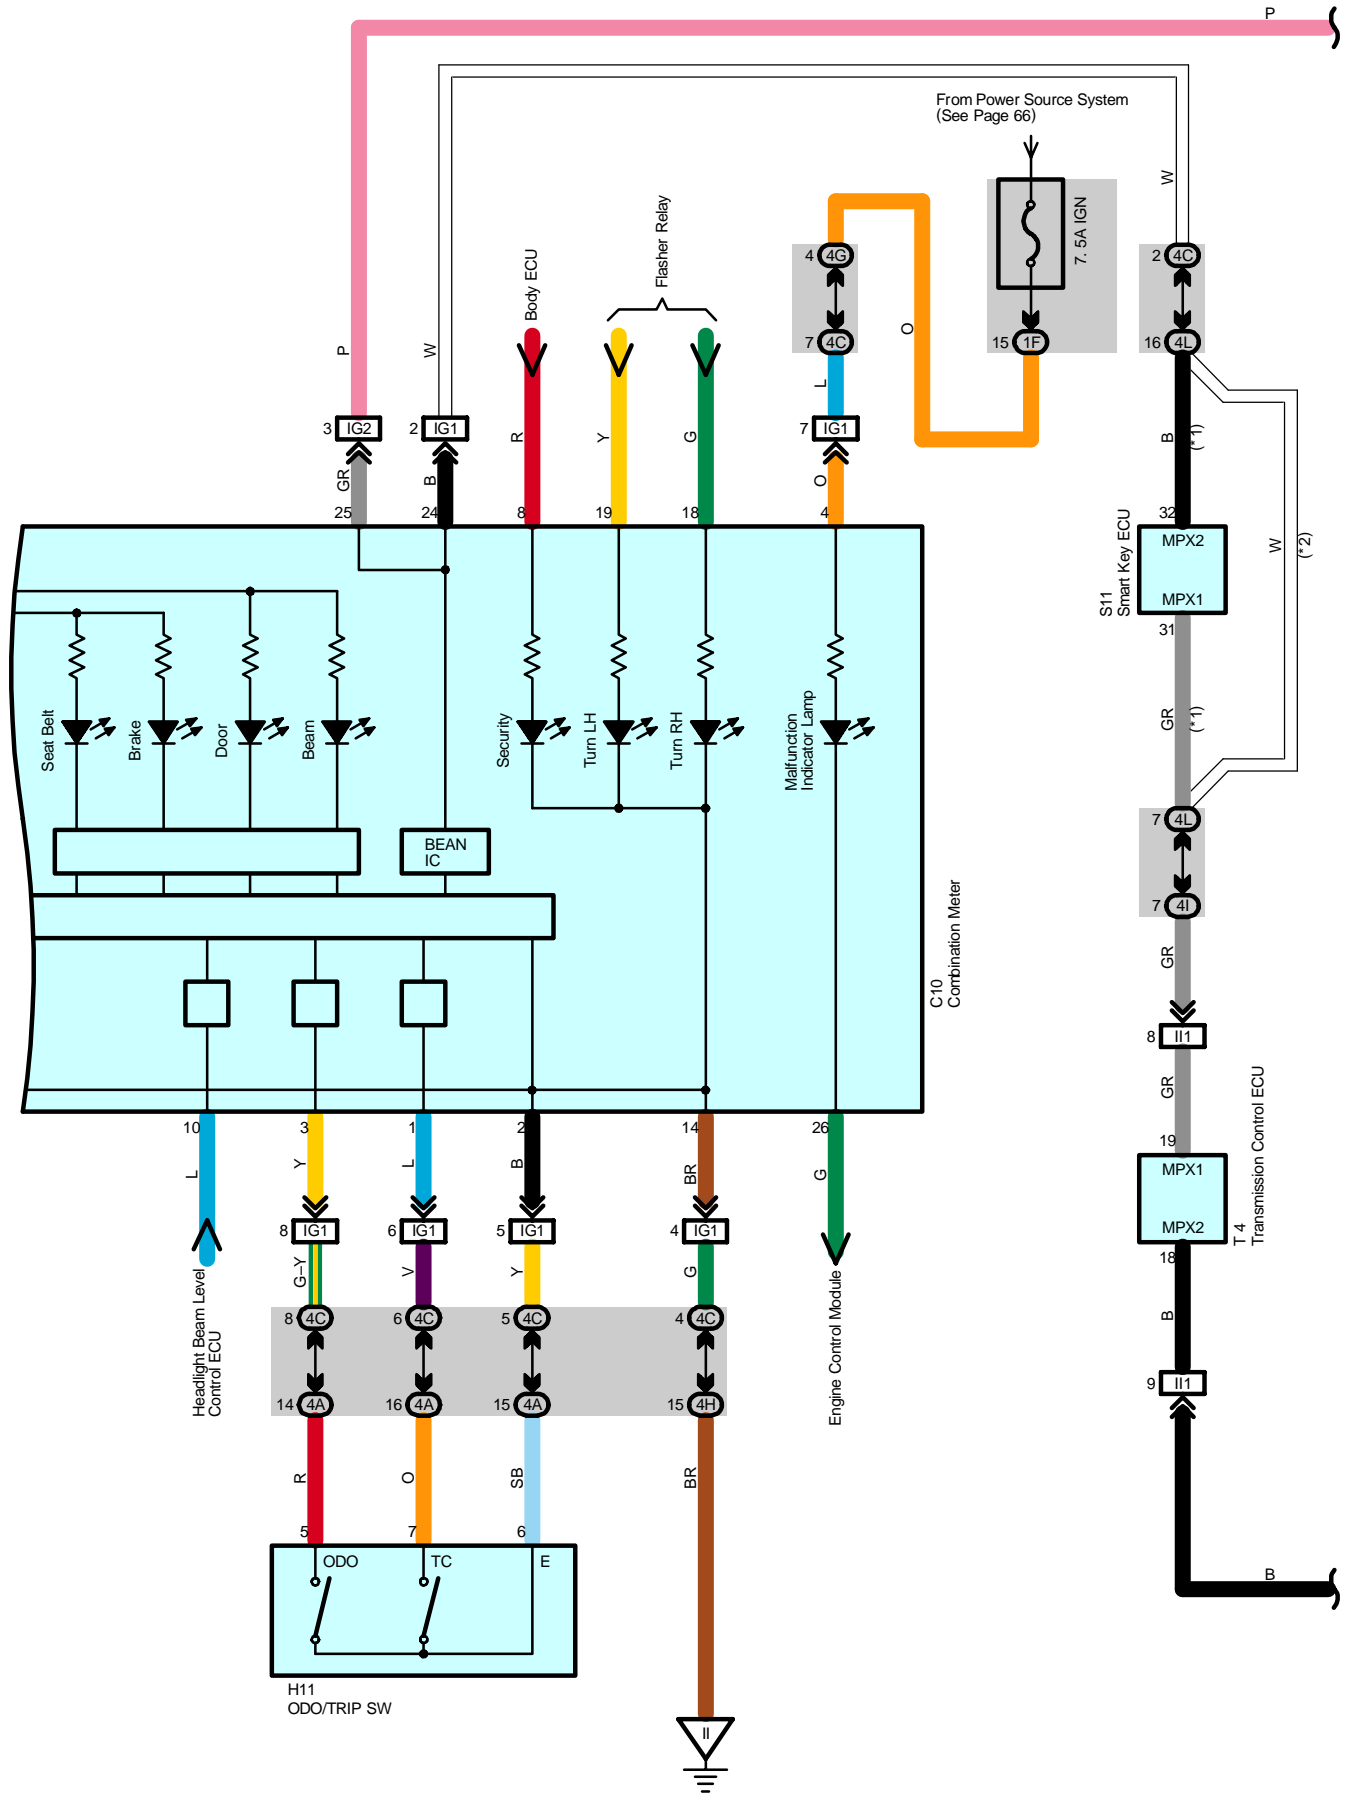 P
From Power Source System
(See Page 66)
W
7. 5A IGN
Flasher Relay
Body ECU
4 4G
2 4C
O
7 4C
15 1F
16 4L
P
W
L
3 IG2
2 IG1
R
Y
G
7 IG1
B
(*1)
GR
B
O
25
24
8
19
18
4
32
MPX2
MPX1
S11
Smart Key ECU
W
(*2)
31
Seat Belt
Brake
Door
Beam
Security
Turn LH
Turn RH
Malfunction
Indicator Lamp
GR
(*1)
7 4L
BEAN
IC
7 4I
C10
Combination Meter
GR
8 II1
GR
10
3
1
2
14
26
19
MPX1
MPX2
T 4
Transmission Control ECU
L
Y
L
B
BR
G
8 IG1
6 IG1
5 IG1
4 IG1
18
G-Y
V
Y
G
Headlight Beam Level
Control ECU
Engine Control Module
8 4C
6 4C
5 4C
4 4C
B
9 II1
14 4A
16 4A
15 4A
15 4H
R
O
SB
BR
5
7
6
ODO
TC
E
B
H11
ODO/TRIP SW
II